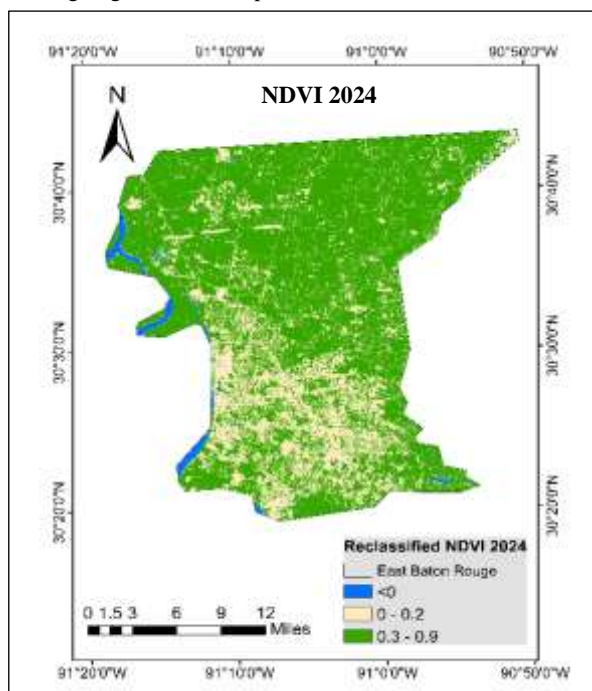 91°20'0"W 91°10'0"W 91°0'0"W 90°50'0"W
N
NDVI 2024
30°40'0"N 30°40'0"N
30°30'0"N 30°30'0"N
30°20'0"N 30°20'0"N
Reclassified NDVI 2024
East Baton Rouge
<0
0 - 0.2
0.3 - 0.9
0 1.5 3 6 9 12
Miles
91°20'0"W 91°10'0"W 91°0'0"W 90°50'0"W